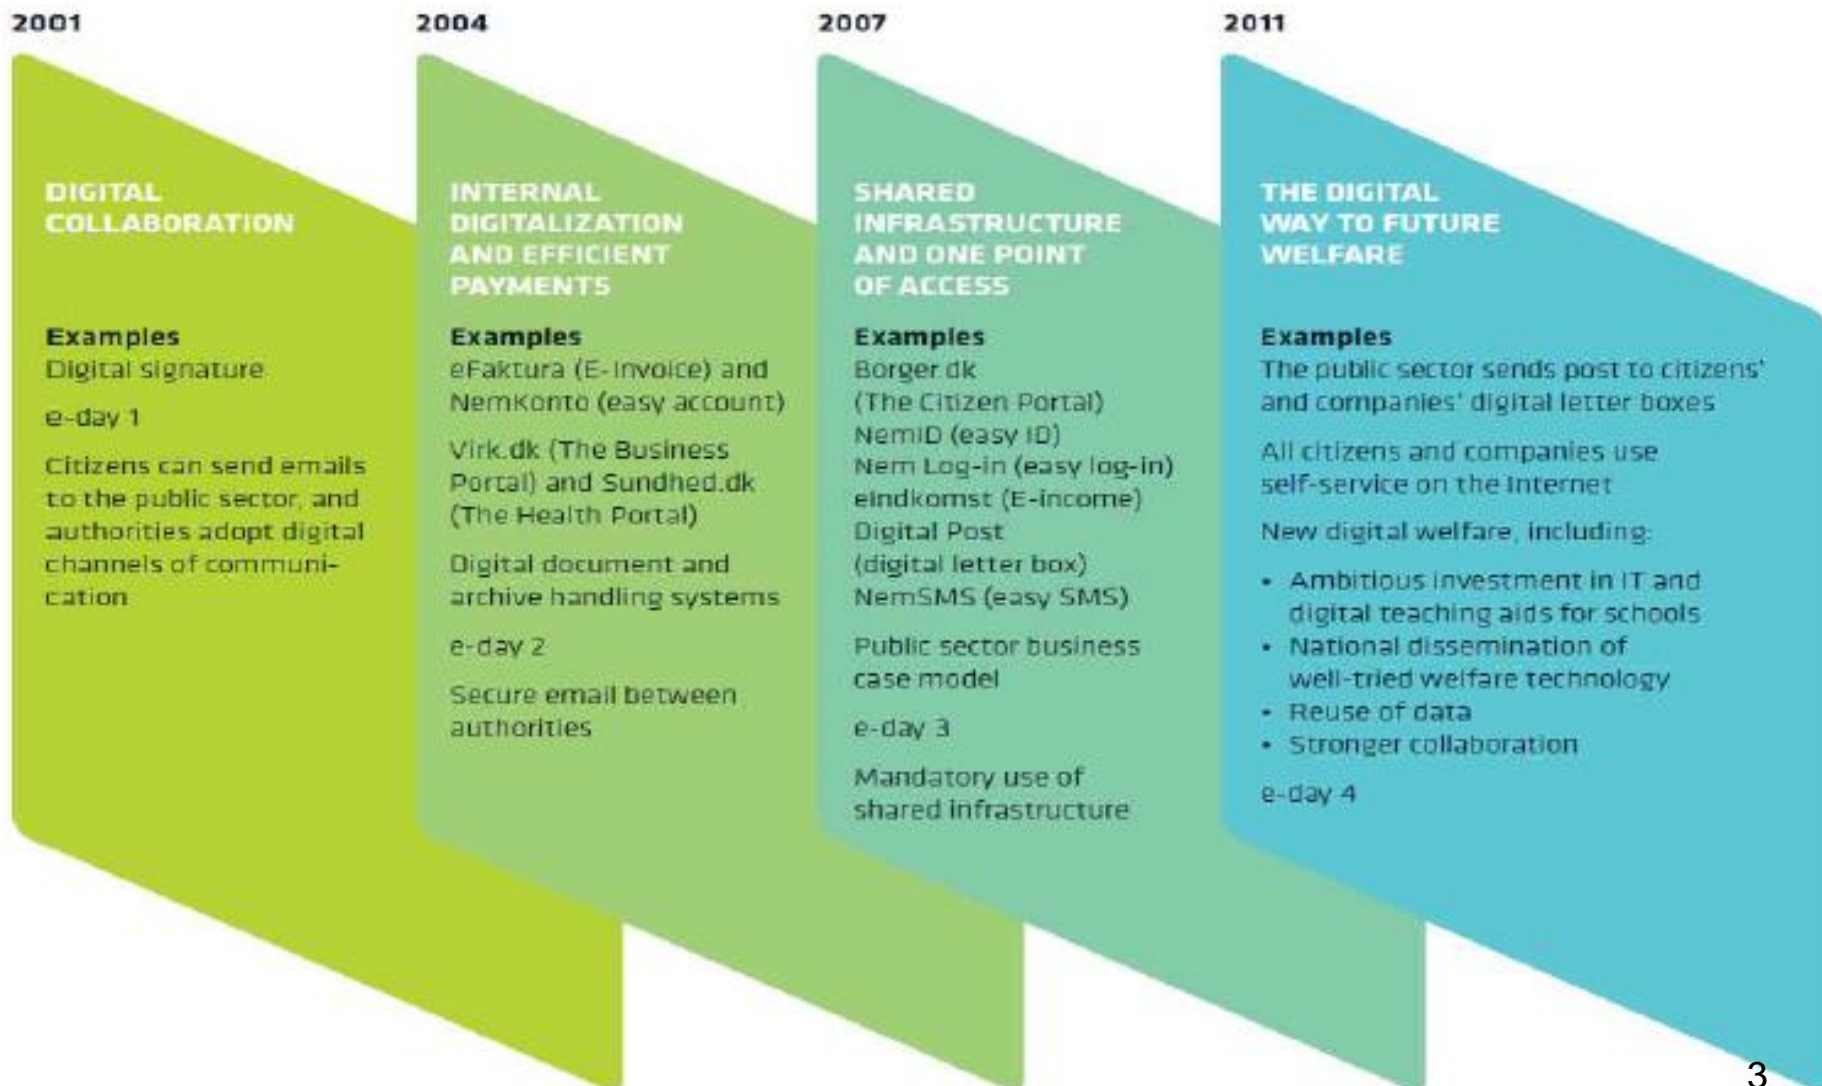 2001
DIGITAL
COLLABORATION
Examples
Digital signature
e-day 1
Citizens can send emails
to the public sector, and
authorities adopt digital
channels of communi-
cation
2004
INTERNAL
DIGITALIZATION
AND EFFICIENT
PAYMENTS
Examples
eFaktura (E-Invoice) and
NemKonto (easy account)
Virk.dk (The Business
Portal) and Sundhed.dk
(The Health Portal)
Digital document and
archive handling systems
e-day 2
Secure email between
authorities
2007
SHARED
INFRASTRUCTURE
AND ONE POINT
OF ACCESS
Examples
Borger.dk
(The Citizen Portal)
NemID (easy ID)
Nem Log-in (easy log-in)
eIndkomst (E-income)
Digital Post
(digital letter box)
NemSMS (easy SMS)
Public sector business
case model
e-day 3
Mandatory use of
shared infrastructure
2011
THE DIGITAL
WAY TO FUTURE
WELFARE
Examples
The public sector sends post to citizens'
and companies' digital letter boxes
All citizens and companies use
self-service on the Internet
New digital welfare, including:
• Ambitious investment in IT and
digital teaching aids for schools
• National dissemination of
well-tried welfare technology
• Reuse of data
• Stronger collaboration
e-day 4
3